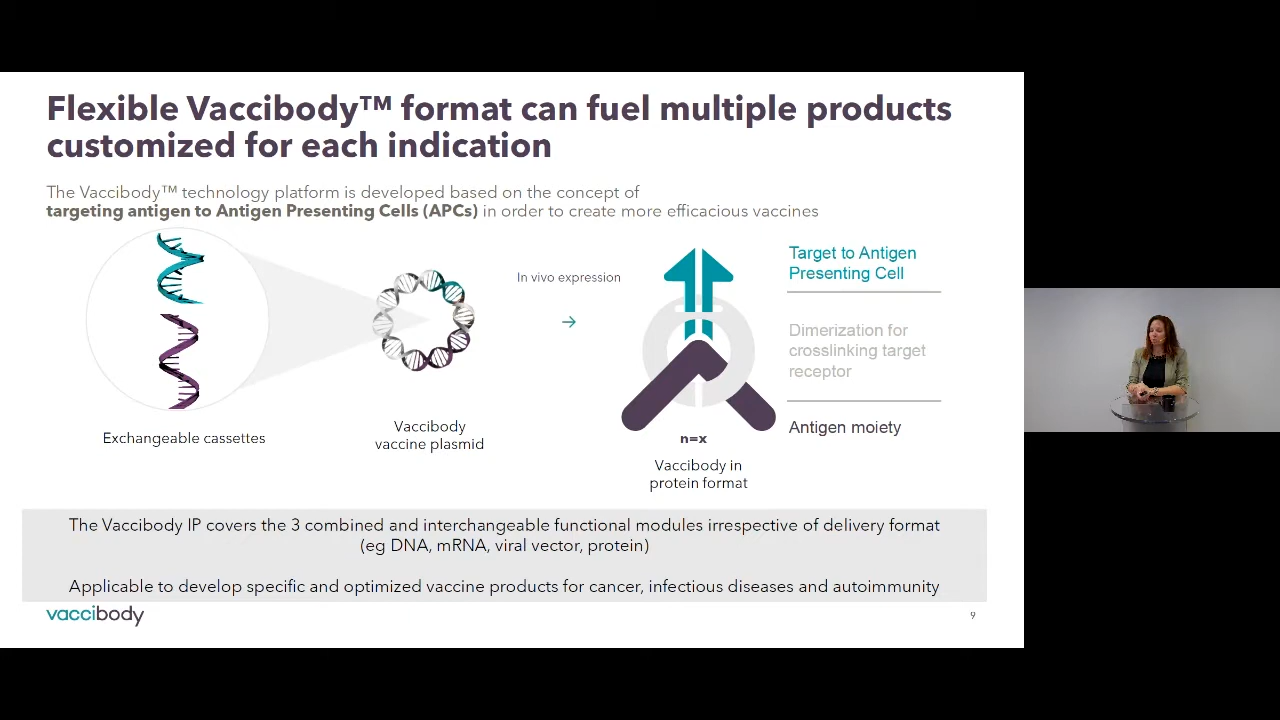 Flexible Vaccibody™ format can fuel multiple products
customized for each indication
The Vaccibody™ technology platform is developed based on the concept of
targeting antigen to Antigen Presenting Cells (APCs) in order to create more efficacious vaccines
Exchangeable cassettes
Vaccibody
vaccine plasmid
In vivo expression
→
n=x
Vaccibody in
protein format
Target to Antigen
Presenting Cell
Dimerization for
crosslinking target
receptor
Antigen moiety
The Vaccibody IP covers the 3 combined and interchangeable functional modules irrespective of delivery format
(eg DNA, mRNA, viral vector, protein)
Applicable to develop specific and optimized vaccine products for cancer, infectious diseases and autoimmunity
vaccibody
9